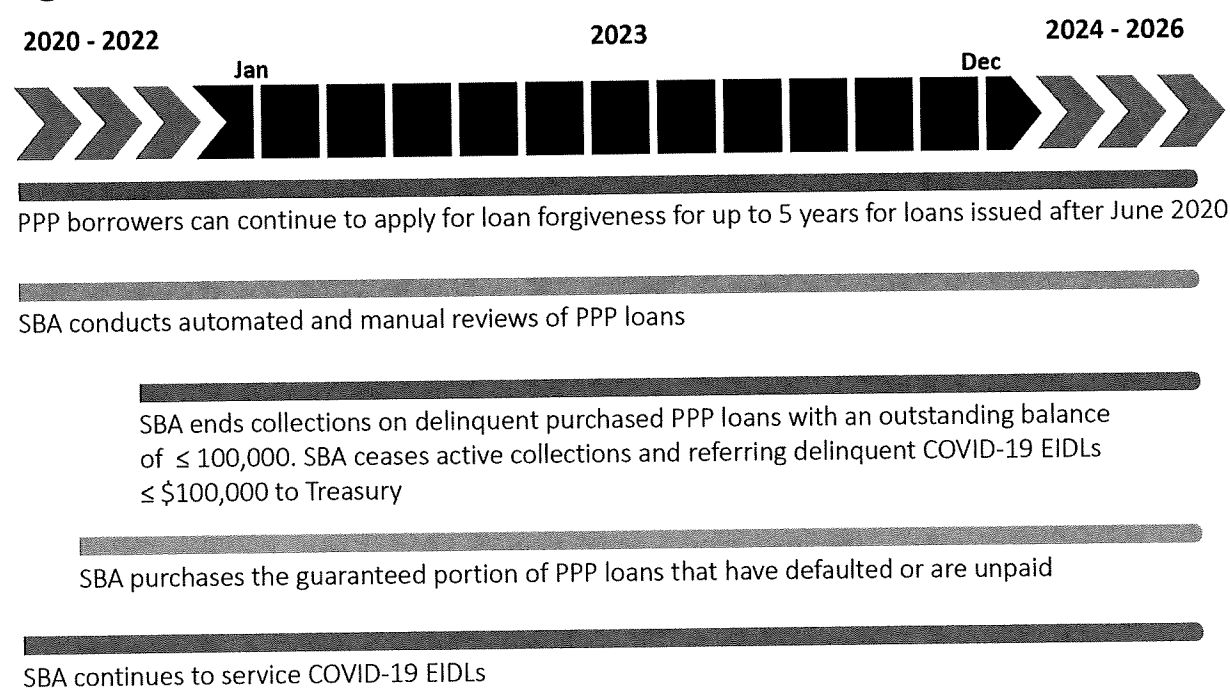 2020 - 2022
2023
2024 - 2026
Jan
Dec
PPP borrowers can continue to apply for loan forgiveness for up to 5 years for loans issued after June 2020
SBA conducts automated and manual reviews of PPP loans
SBA ends collections on delinquent purchased PPP loans with an outstanding balance
of ≤ 100,000. SBA ceases active collections and referring delinquent COVID-19 EIDLs
≤ $100,000 to Treasury
SBA purchases the guaranteed portion of PPP loans that have defaulted or are unpaid
SBA continues to service COVID-19 EIDLs